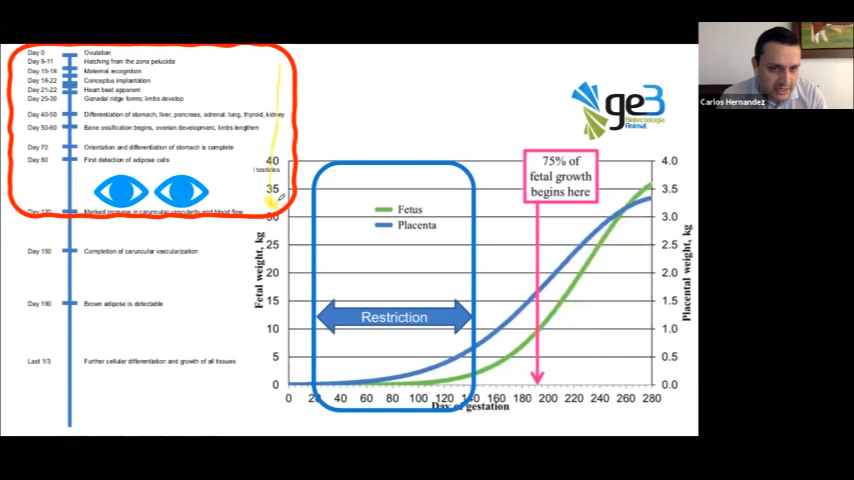 Day 0 Ovulation
Day 9-11 Hatching from the zona pelucida
Day 15-18 Maternal recognition
Day 18-22 Conceptus implantation
Day 21-22 Heart beat apparent
Day 25-30 Gonadal ridge forms; limbs develop
Day 40-50 Differentiation of stomach, liver, pancreas, adrenal, lung, thyroid, kidney
Day 50-60 Bone ossification begins, ovarian development, limbs lengthen
Day 70 Orientation and differentiation of stomach is complete
Day 80 First detection of adipose cells
testicles
Day 120 Marked increase in caruncular vascularity and blood flow
Day 150 Completion of caruncular vascularization
Day 190 Brown adipose is detectable
Last 1/3 Further cellular differentiation and growth of all tissues
Carlos Hernandez
ge3
Biotecnología
Animal
75% of
fetal growth
begins here
Fetus
Placenta
Restriction
Fetal weight, kg
40
35
30
25
20
15
10
5
0
4.0
3.5
3.0
2.5
2.0
1.5
1.0
0.5
0.0
Placental weight, kg
0 20 40 60 80 100 120 140 160 180 200 220 240 260 280
Day of gestation